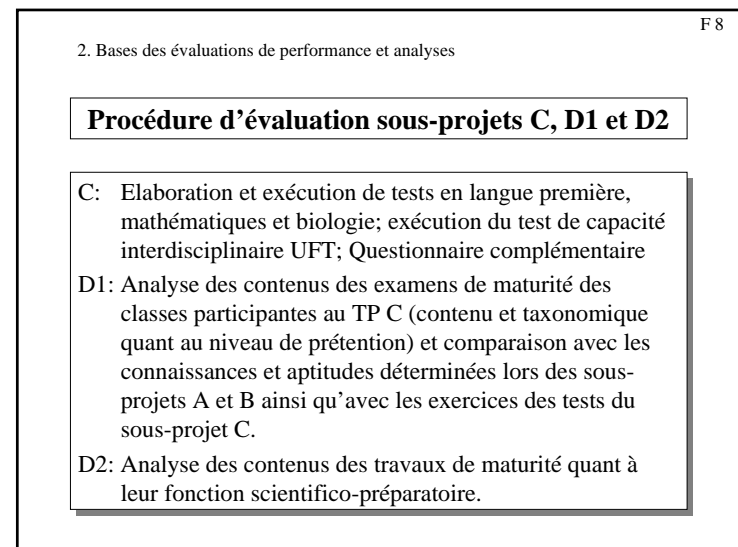 F 8
2. Bases des évaluations de performance et analyses
Procédure d’évaluation sous-projets C, D1 et D2
C: Elaboration et exécution de tests en langue première,
mathématiques et biologie; exécution du test de capacité
interdisciplinaire UFT; Questionnaire complémentaire
D1: Analyse des contenus des examens de maturité des
classes participantes au TP C (contenu et taxonomique
quant au niveau de prétention) et comparaison avec les
connaissances et aptitudes déterminées lors des sous-
projets A et B ainsi qu’avec les exercices des tests du
sous-projet C.
D2: Analyse des contenus des travaux de maturité quant à
leur fonction scientifico-préparatoire.